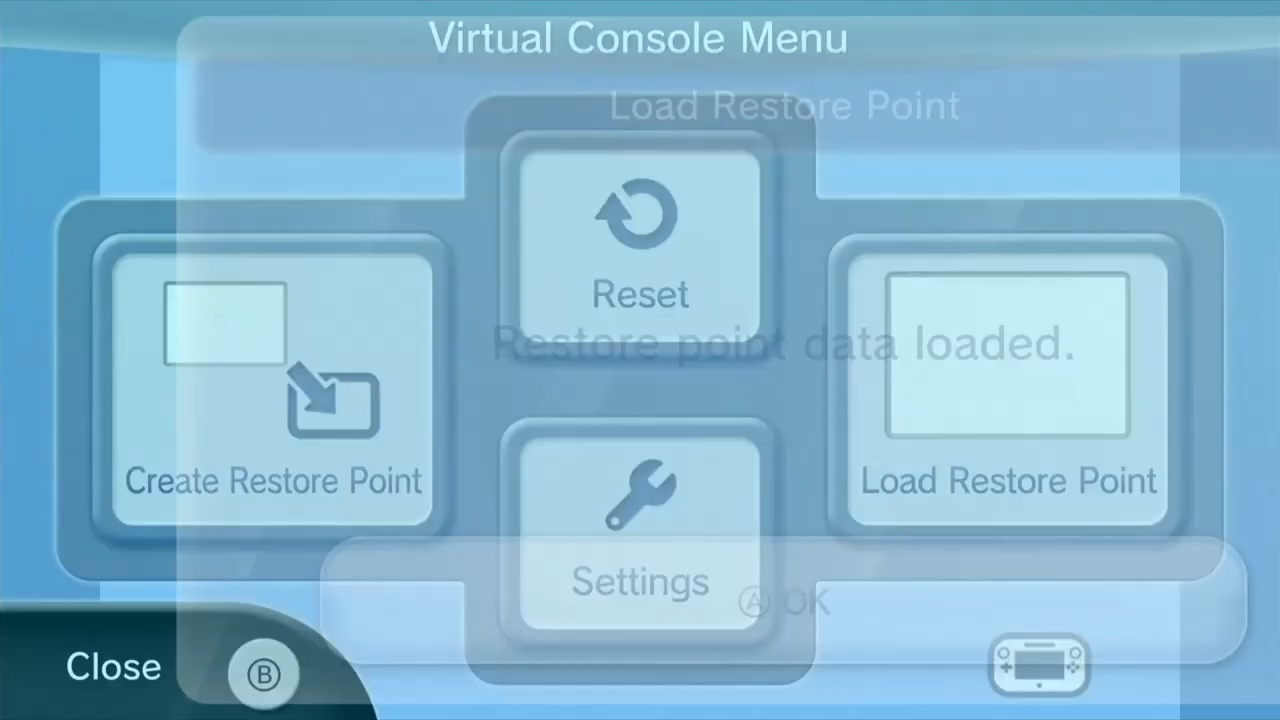 Virtual Console Menu
Load Restore Point
Reset
Restore point data loaded.
Create Restore Point
Load Restore Point
Settings
Ⓐ OK
Close
Ⓑ